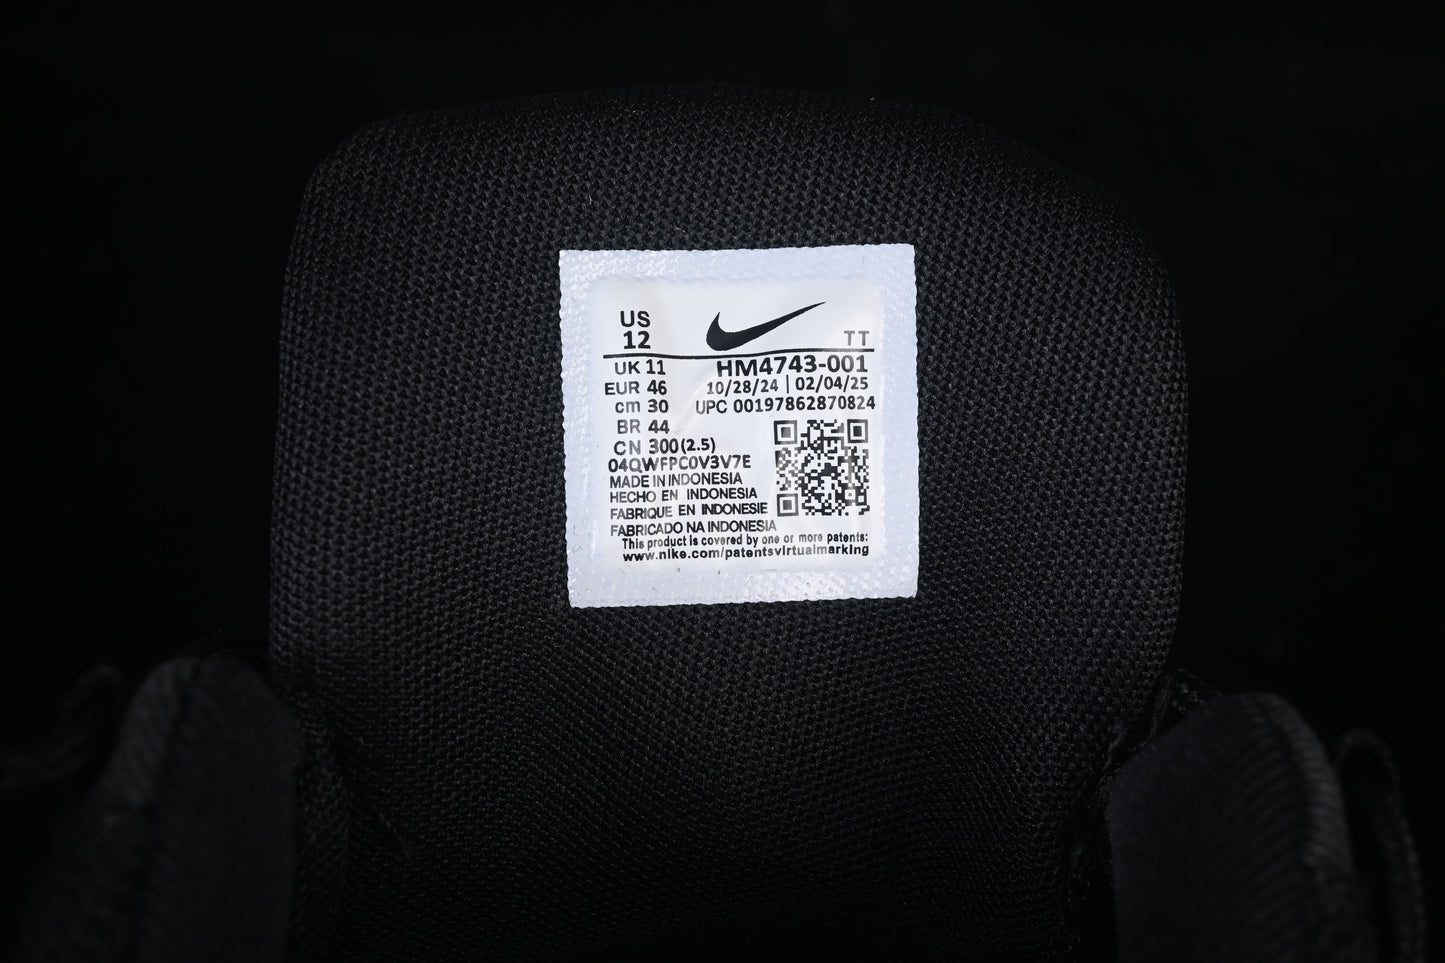 US
12
TT
UK 11
HM4743-001
EUR 46
10/28/24 | 02/04/25
cm 30
UPC 00197862870824
BR 44
CN 300(2.5)
04QWFPC0V3V7E
MADE IN INDONESIA
HECHO EN INDONESIA
FABRIQUE EN INDONESIE
FABRICADO NA INDONESIA
This product is covered by one or more patents:
www.nike.com/patentsvirtualmarking